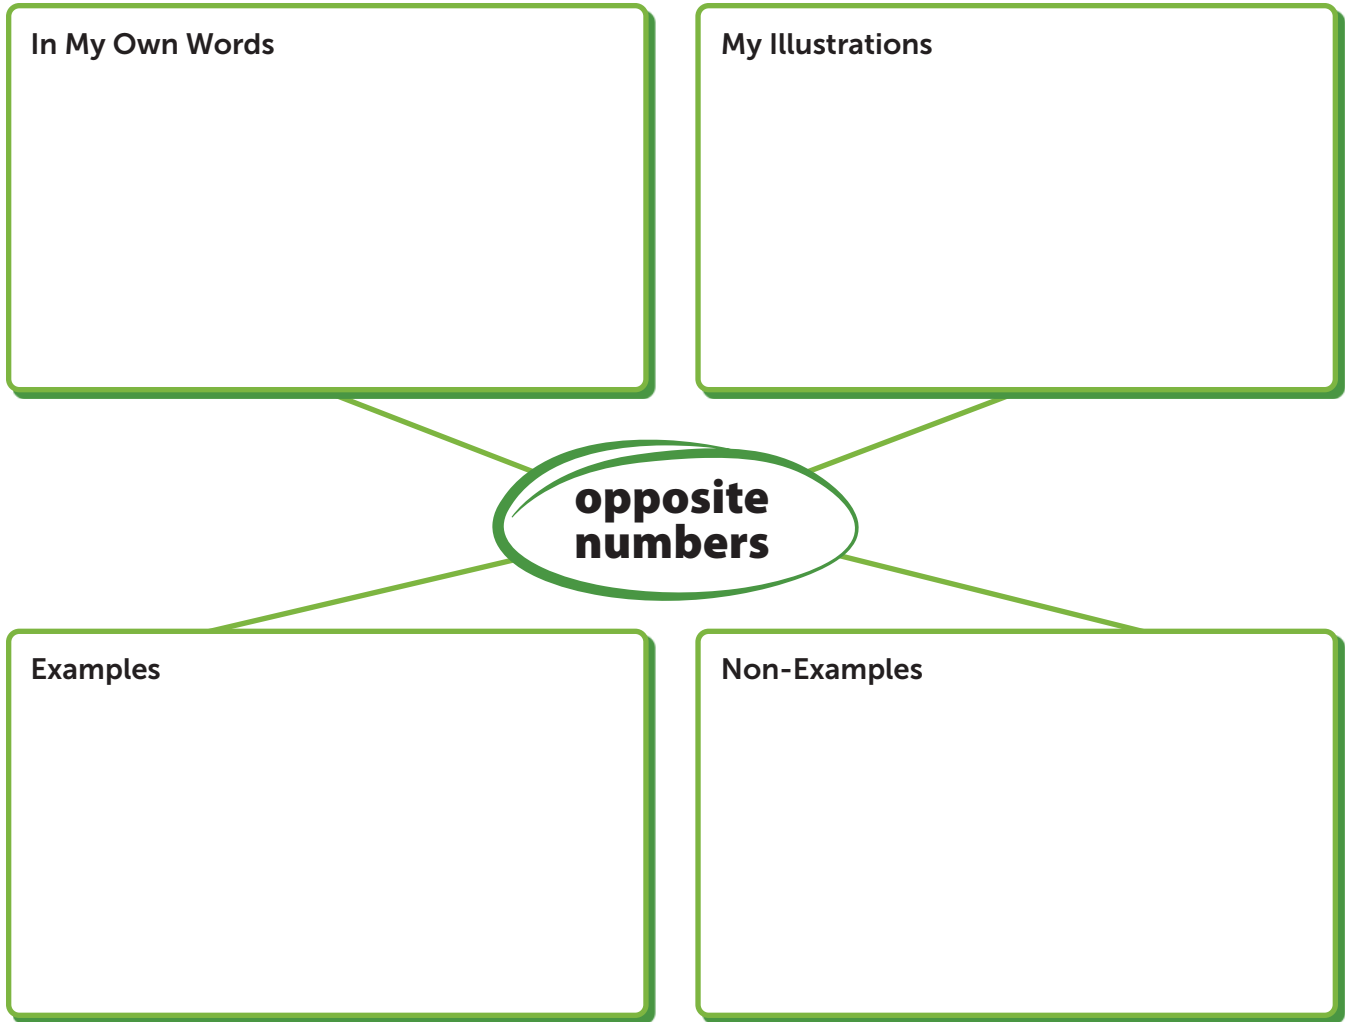 In My Own Words
My Illustrations
opposite
numbers
Examples
Non-Examples